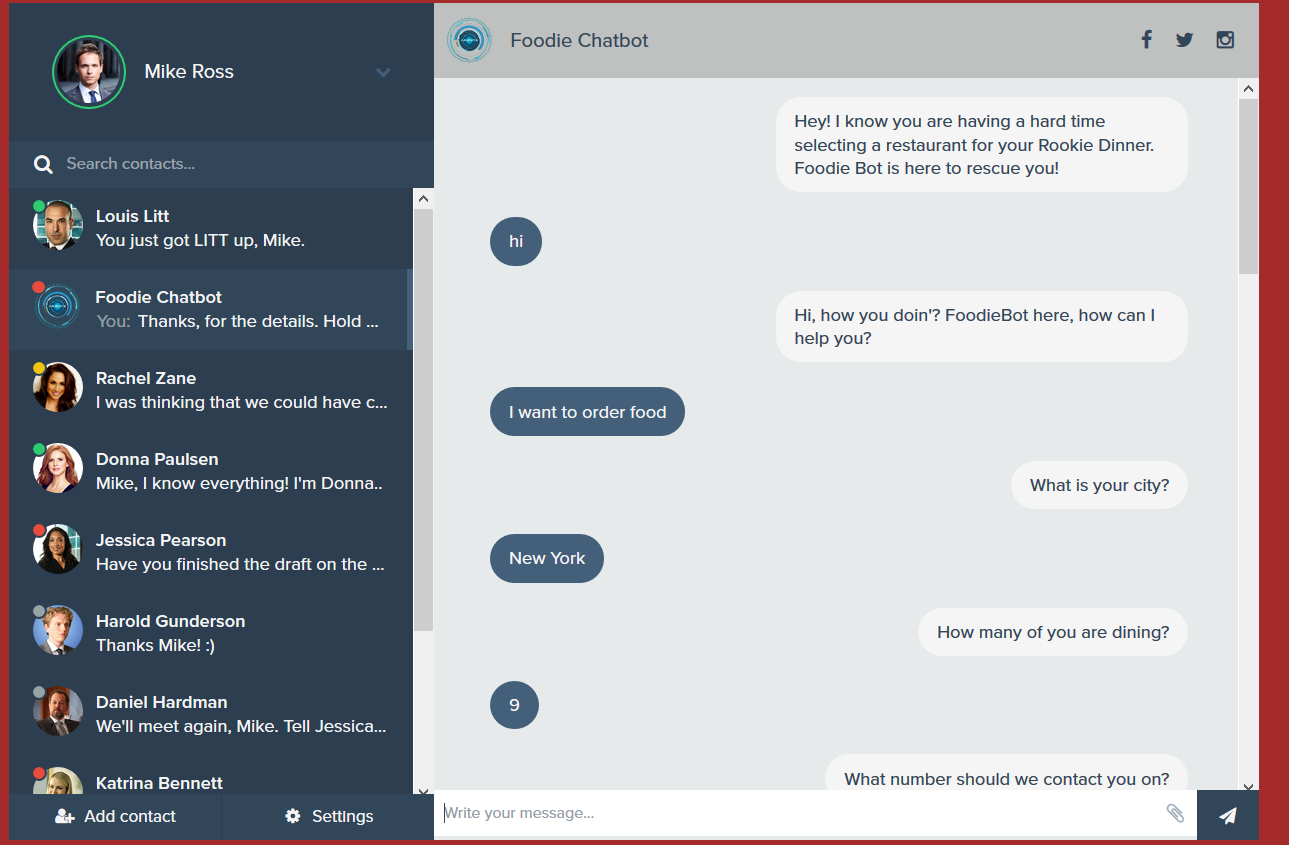 Mike Ross
Search contacts...
Louis Litt
You just got LITT up, Mike.
Foodie Chatbot
You: Thanks, for the details. Hold ...
Rachel Zane
I was thinking that we could have c...
Donna Paulsen
Mike, I know everything! I'm Donna..
Jessica Pearson
Have you finished the draft on the ...
Harold Gunderson
Thanks Mike! :)
Daniel Hardman
We'll meet again, Mike. Tell Jessica...
Katrina Bennett
Add contact
Settings
Foodie Chatbot
Hey! I know you are having a hard time
selecting a restaurant for your Rookie Dinner.
Foodie Bot is here to rescue you!
hi
Hi, how you doin'? FoodieBot here, how can I
help you?
I want to order food
What is your city?
New York
How many of you are dining?
9
What number should we contact you on?
Write your message...